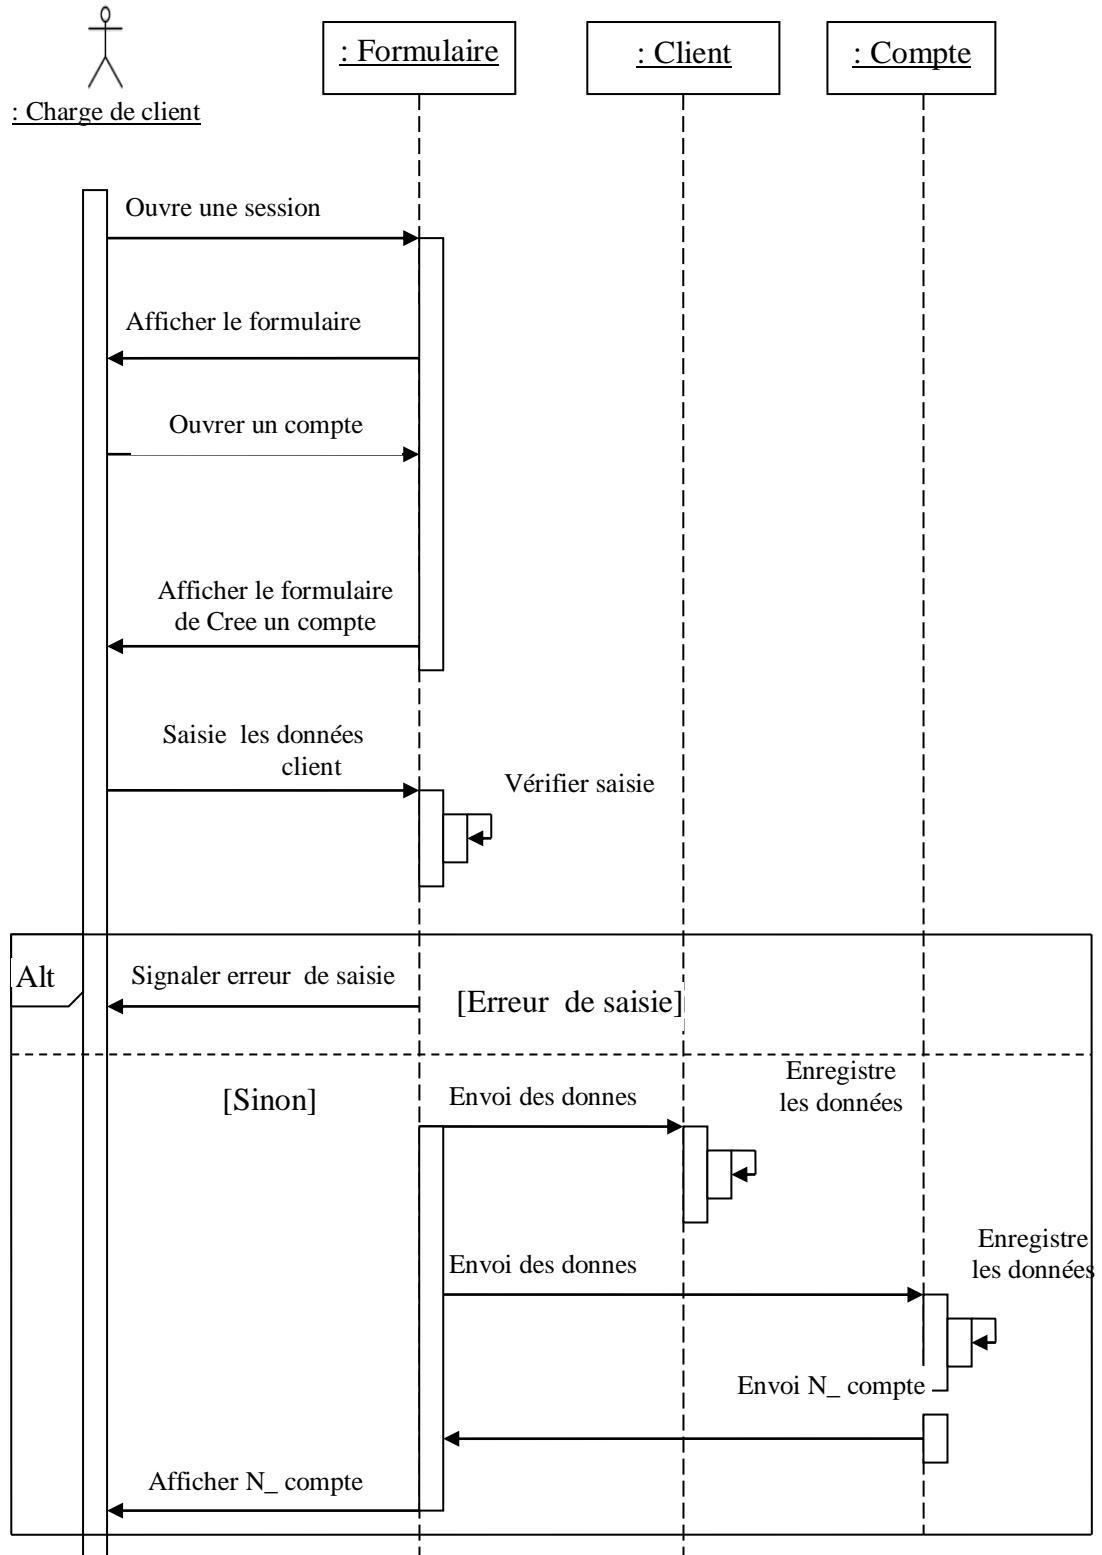 : Formulaire
: Client
: Compte
: Charge de client
Ouvre une session
Afficher le formulaire
Ouvrer un compte
Afficher le formulaire
de Cree un compte
Saisie les données
client
Vérifier saisie
Alt
Signaler erreur de saisie
[Erreur de saisie]
[Sinon]
Envoi des donnes
Enregistre
les données
Envoi des donnes
Enregistre
les données
Envoi N_ compte
Afficher N_ compte